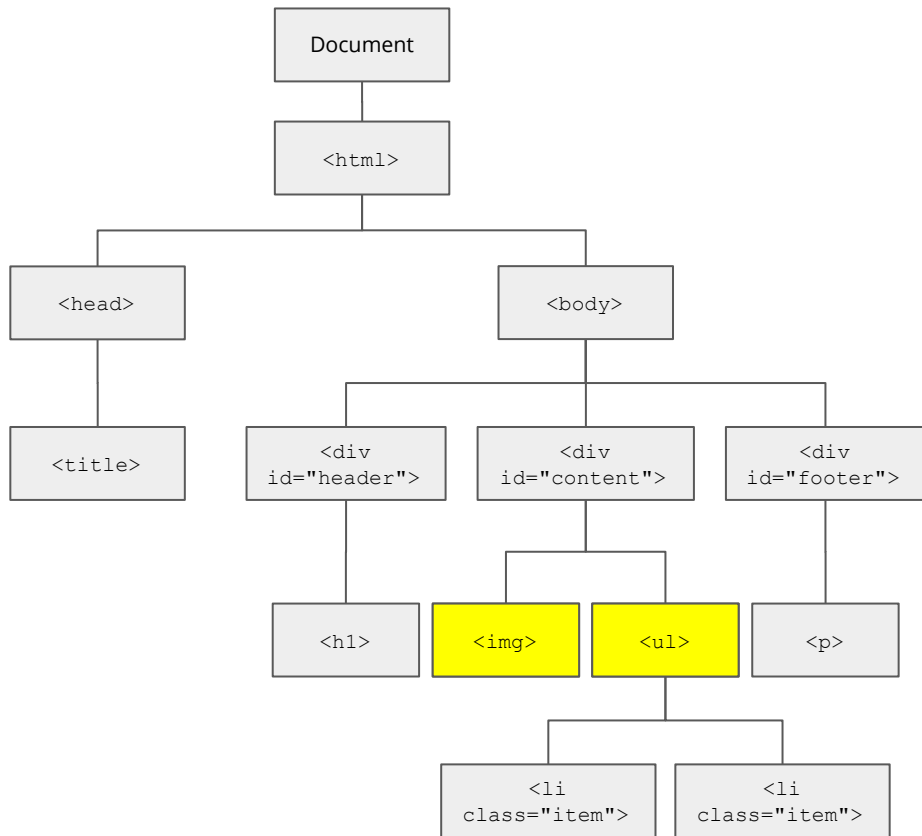 Document
<html>
<head>
<body>
<title>
<div
id="header">
<div
id="content">
<div
id="footer">
<h1>
<img>
<ul>
<p>
<li
class="item">
<li
class="item">